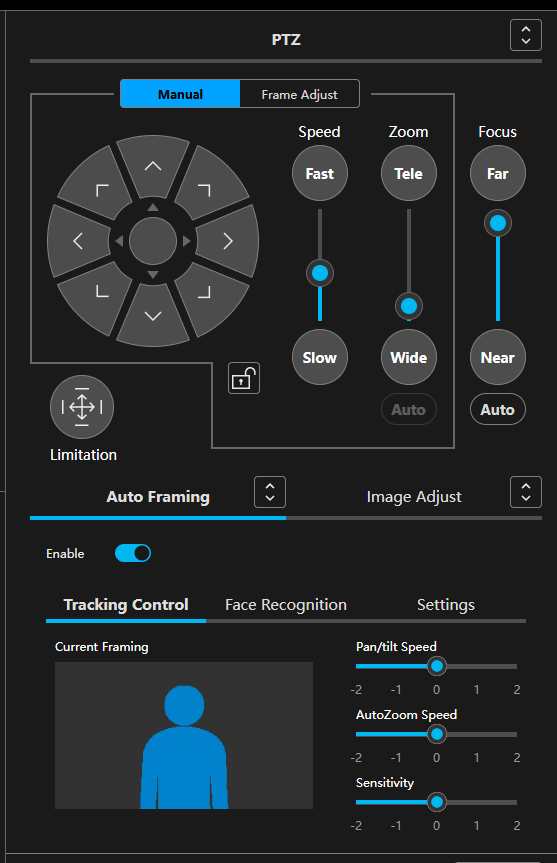 PTZ
Manual Frame Adjust
Speed Zoom Focus
Fast Tele Far
Slow Wide Near
Auto Auto
Limitation
Auto Framing Image Adjust
Enable
Tracking Control Face Recognition Settings
Current Framing Pan/tilt Speed
-2 -1 0 1 2
AutoZoom Speed
-2 -1 0 1 2
Sensitivity
-2 -1 0 1 2